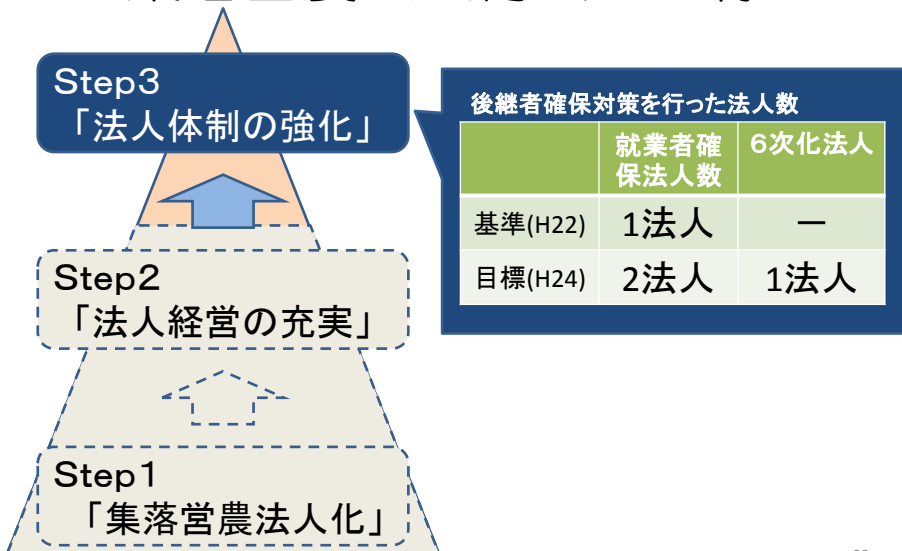 Step3
「法人体制の強化」
後継者確保対策を行った法人数
就業者確保法人数 6次化法人
基準(H22) 1法人 ー
目標(H24) 2法人 1法人
Step2
「法人経営の充実」
Step1
「集落営農法人化」